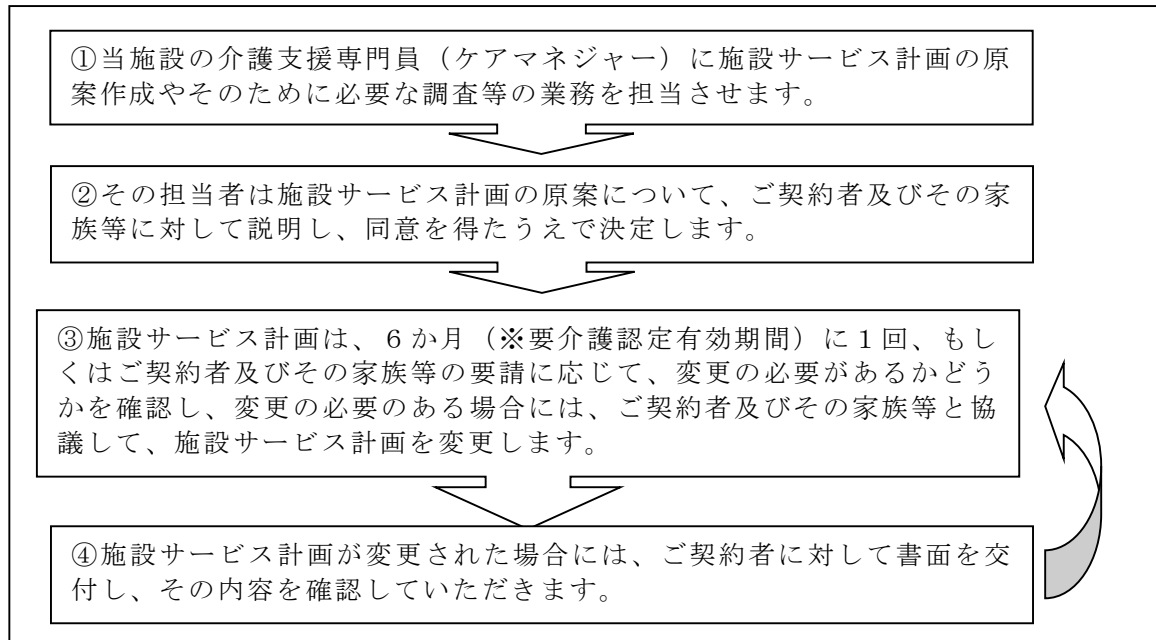 ①当施設の介護支援専門員（ケアマネジャー）に施設サービス計画の原
案作成やそのために必要な調査等の業務を担当させます。
②その担当者は施設サービス計画の原案について、ご契約者及びその家
族等に対して説明し、同意を得たうえで決定します。
③施設サービス計画は、６か月（※要介護認定有効期間）に１回、もし
くはご契約者及びその家族等の要請に応じて、変更の必要があるかどう
かを確認し、変更の必要のある場合には、ご契約者及びその家族等と協
議して、施設サービス計画を変更します。
④施設サービス計画が変更された場合には、ご契約者に対して書面を交
付し、その内容を確認していただきます。